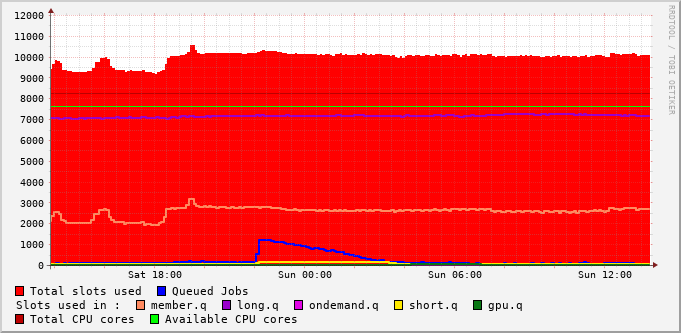 12000
11000
10000
9000
8000
7000
6000
5000
4000
3000
2000
1000
0
Sat 18:00 Sun 00:00 Sun 06:00 Sun 12:00
Total slots used Queued Jobs
Slots used in : member.q long.q ondemand.q short.q gpu.q
Total CPU cores Available CPU cores
RRDTOOL / TOBI OETIKER